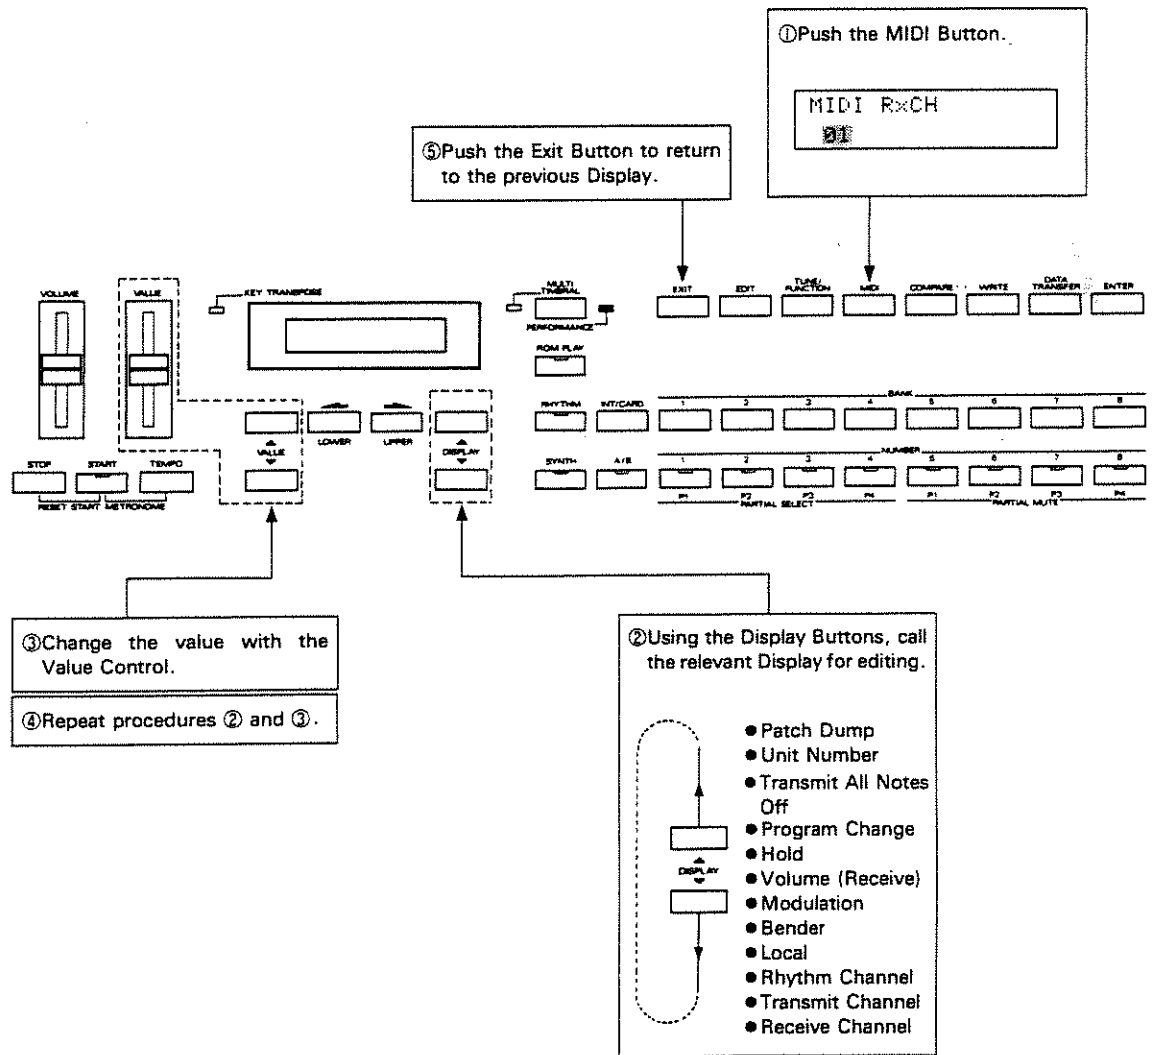 ①Push the MIDI Button.
MIDI RxCH
01
⑤Push the Exit Button to return
to the previous Display.
VOLUME
VALUE
KEY TRANSPOSE
MULTI
TIMBRAL
PERFORMANCE
EXIT
EDIT
TUNE/
FUNCTION
MIDI
COMPARE
WRITE
DATA
TRANSFER
ENTER
ROM PLAY
RHYTHM
INT/CARD
BANK
1 2 3 4 5 6 7 8
LOWER
UPPER
VALUE
DISPLAY
STOP
START
TEMPO
RESET START
METRONOME
SYNTH
A/B
NUMBER
1 2 3 4 5 6 7 8
P1 P2 P3 P4 P1 P2 P3 P4
PARTIAL SELECT
PARTIAL MUTE
③Change the value with the
Value Control.
④Repeat procedures ② and ③.
②Using the Display Buttons, call
the relevant Display for editing.
●Patch Dump
●Unit Number
●Transmit All Notes
Off
●Program Change
●Hold
DISPLAY
●Volume (Receive)
●Modulation
●Bender
●Local
●Rhythm Channel
●Transmit Channel
●Receive Channel